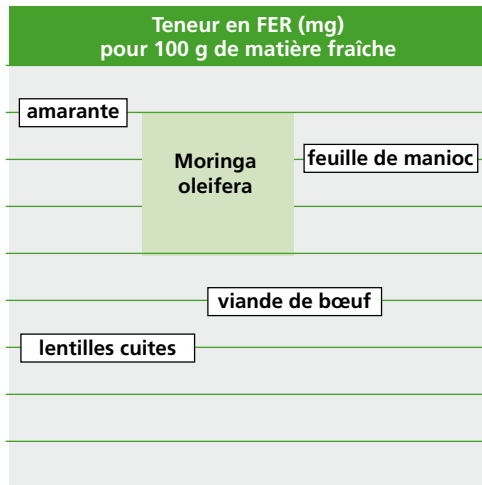 Teneur en FER (mg)
pour 100 g de matière fraîche
amarante
Moringa
oleifera
feuille de manioc
viande de bœuf
lentilles cuites